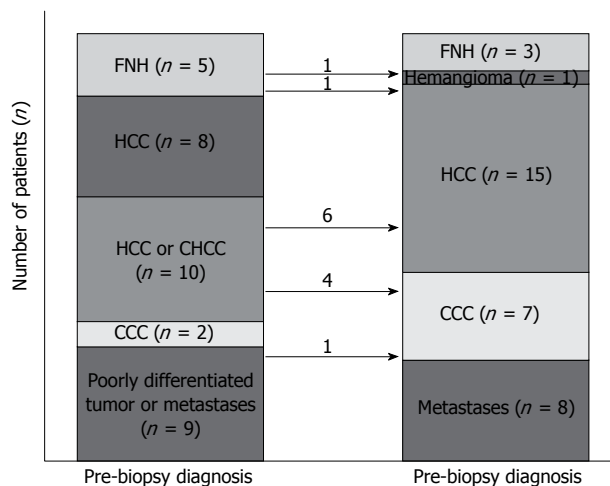 Number of patients (n)
FNH (n = 5)
HCC (n = 8)
HCC or CHCC
(n = 10)
CCC (n = 2)
Poorly differentiated
tumor or metastases
(n = 9)
Pre-biopsy diagnosis
1
1
6
4
1
FNH (n = 3)
Hemangioma (n = 1)
HCC (n = 15)
CCC (n = 7)
Metastases (n = 8)
Pre-biopsy diagnosis